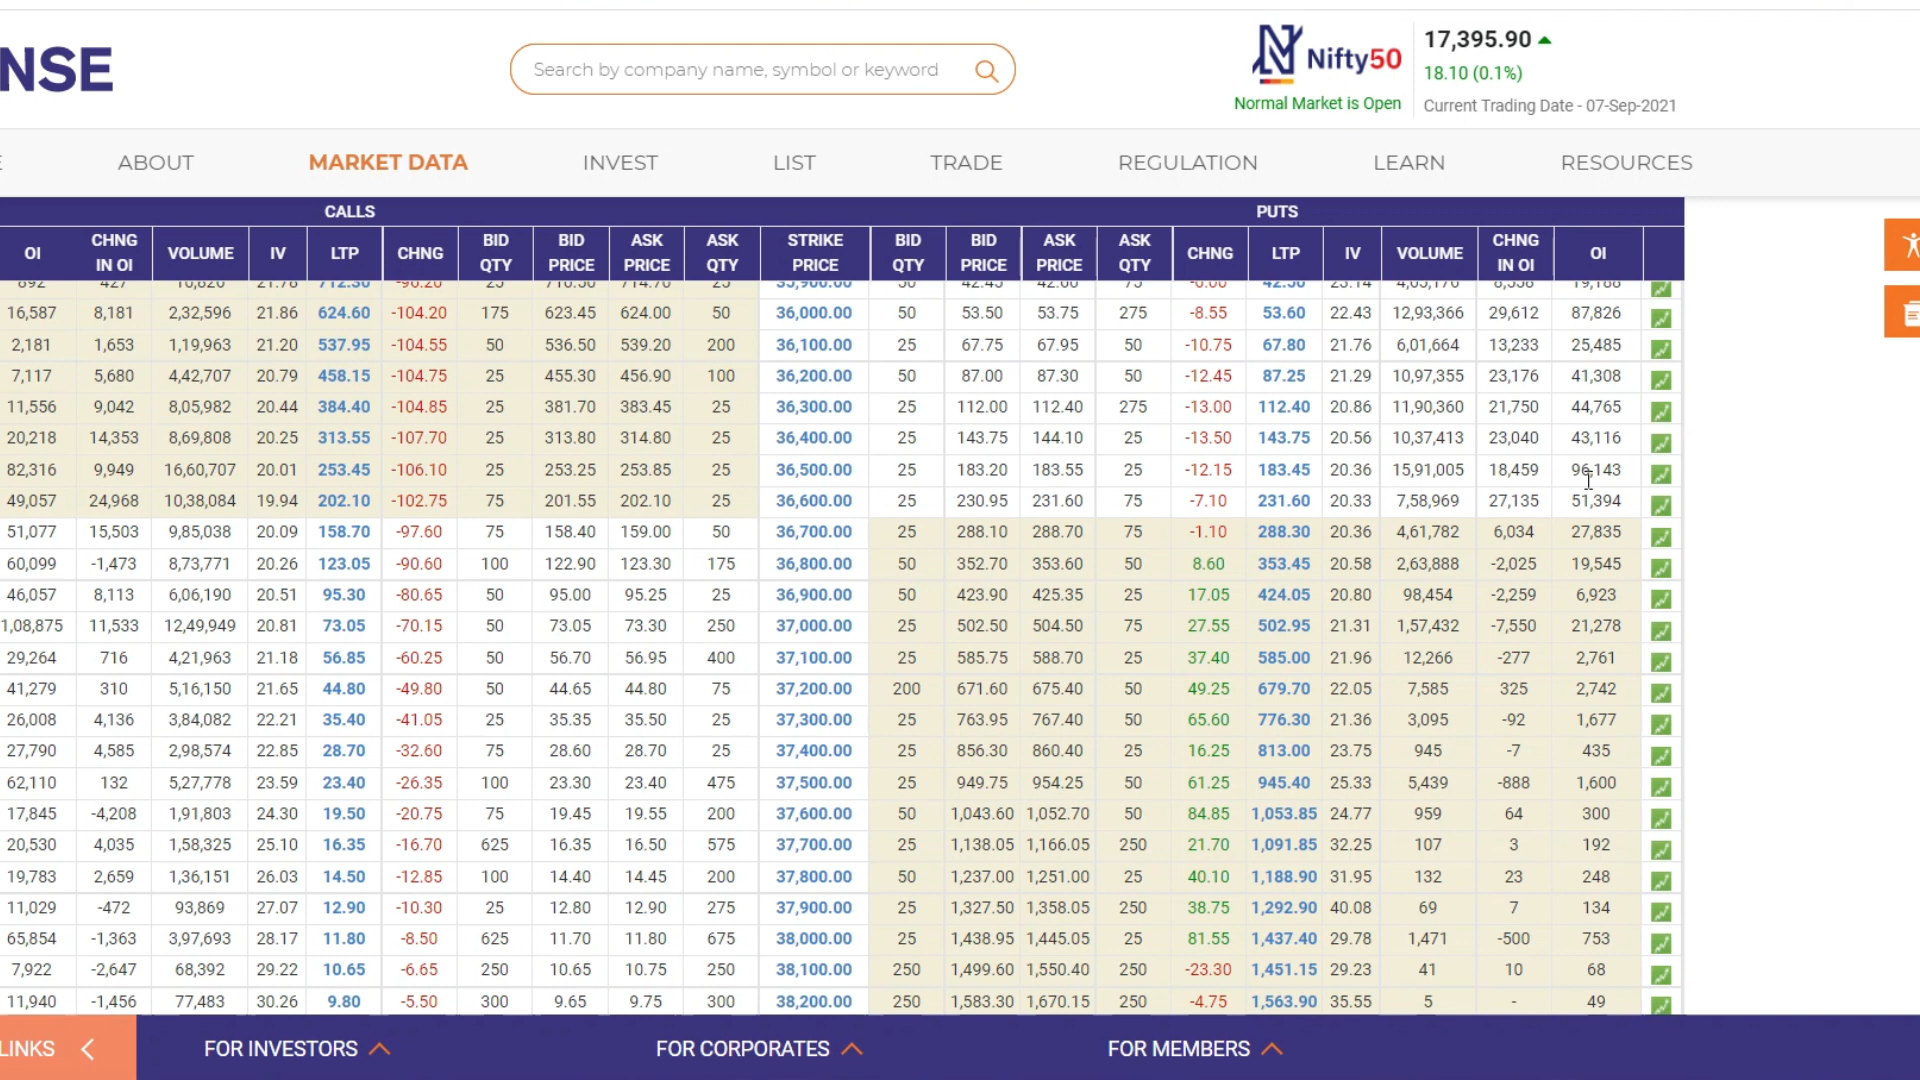 NSE
Search by company name, symbol or keyword
Nifty50
Normal Market is Open
17,395.90
18.10 (0.1%)
Current Trading Date - 07-Sep-2021
E ABOUT MARKET DATA INVEST LIST TRADE REGULATION LEARN RESOURCES
CALLS PUTS
OI CHNG IN OI VOLUME IV LTP CHNG BID QTY BID PRICE ASK PRICE ASK QTY STRIKE PRICE BID QTY BID PRICE ASK PRICE ASK QTY CHNG LTP IV VOLUME CHNG IN OI OI
16,587 8,181 2,32,596 21.86 624.60 -104.20 175 623.45 624.00 50 36,000.00 50 53.50 53.75 275 -8.55 53.60 22.43 12,93,366 29,612 87,826
2,181 1,653 1,19,963 21.20 537.95 -104.55 50 536.50 539.20 200 36,100.00 25 67.75 67.95 50 -10.75 67.80 21.76 6,01,664 13,233 25,485
7,117 5,680 4,42,707 20.79 458.15 -104.75 25 455.30 456.90 100 36,200.00 50 87.00 87.30 50 -12.45 87.25 21.29 10,97,355 23,176 41,308
11,556 9,042 8,05,982 20.44 384.40 -104.85 25 381.70 383.45 25 36,300.00 25 112.00 112.40 275 -13.00 112.40 20.86 11,90,360 21,750 44,765
20,218 14,353 8,69,808 20.25 313.55 -107.70 25 313.80 314.80 25 36,400.00 25 143.75 144.10 25 -13.50 143.75 20.56 10,37,413 23,040 43,116
82,316 9,949 16,60,707 20.01 253.45 -106.10 25 253.25 253.85 25 36,500.00 25 183.20 183.55 25 -12.15 183.45 20.36 15,91,005 18,459 96,143
49,057 24,968 10,38,084 19.94 202.10 -102.75 75 201.55 202.10 25 36,600.00 25 230.95 231.60 75 -7.10 231.60 20.33 7,58,969 27,135 51,394
51,077 15,503 9,85,038 20.09 158.70 -97.60 75 158.40 159.00 50 36,700.00 25 288.10 288.70 75 -1.10 288.30 20.36 4,61,782 6,034 27,835
60,099 -1,473 8,73,771 20.26 123.05 -90.60 100 122.90 123.30 175 36,800.00 50 352.70 353.60 50 8.60 353.45 20.58 2,63,888 -2,025 19,545
46,057 8,113 6,06,190 20.51 95.30 -80.65 50 95.00 95.25 25 36,900.00 50 423.90 425.35 25 17.05 424.05 20.80 98,454 -2,259 6,923
1,08,875 11,533 12,49,949 20.81 73.05 -70.15 50 73.05 73.30 250 37,000.00 25 502.50 504.50 75 27.55 502.95 21.31 1,57,432 -7,550 21,278
29,264 716 4,21,963 21.18 56.85 -60.25 50 56.70 56.95 400 37,100.00 25 585.75 588.70 25 37.40 585.00 21.96 12,266 -277 2,761
41,279 310 5,16,150 21.65 44.80 -49.80 50 44.65 44.80 75 37,200.00 200 671.60 675.40 50 49.25 679.70 22.05 7,585 325 2,742
26,008 4,136 3,84,082 22.21 35.40 -41.05 25 35.35 35.50 25 37,300.00 25 763.95 767.40 50 65.60 776.30 21.36 3,095 -92 1,677
27,790 4,585 2,98,574 22.85 28.70 -32.60 75 28.60 28.70 25 37,400.00 25 856.30 860.40 25 16.25 813.00 23.75 945 -7 435
62,110 132 5,27,778 23.59 23.40 -26.35 100 23.30 23.40 475 37,500.00 25 949.75 954.25 50 61.25 945.40 25.33 5,439 -888 1,600
17,845 -4,208 1,91,803 24.30 19.50 -20.75 75 19.45 19.55 200 37,600.00 50 1,043.60 1,052.70 50 84.85 1,053.85 24.77 959 64 300
20,530 4,035 1,58,325 25.10 16.35 -16.70 625 16.35 16.50 575 37,700.00 25 1,138.05 1,166.05 250 21.70 1,091.85 32.25 107 3 192
19,783 2,659 1,36,151 26.03 14.50 -12.85 100 14.40 14.45 200 37,800.00 50 1,237.00 1,251.00 25 40.10 1,188.90 31.95 132 23 248
11,029 -472 93,869 27.07 12.90 -10.30 25 12.80 12.90 275 37,900.00 25 1,327.50 1,358.05 250 38.75 1,292.90 40.08 69 7 134
65,854 -1,363 3,97,693 28.17 11.80 -8.50 625 11.70 11.80 675 38,000.00 25 1,438.95 1,445.05 25 81.55 1,437.40 29.78 1,471 -500 753
7,922 -2,647 68,392 29.22 10.65 -6.65 250 10.65 10.75 250 38,100.00 250 1,499.60 1,550.40 250 -23.30 1,451.15 29.23 41 10 68
11,940 -1,456 77,483 30.26 9.80 -5.50 300 9.65 9.75 300 38,200.00 250 1,583.30 1,670.15 250 -4.75 1,563.90 35.55 5 - 49
LINKS FOR INVESTORS FOR CORPORATES FOR MEMBERS